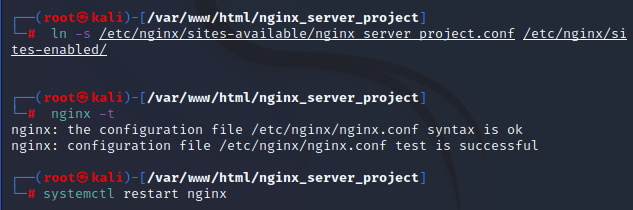 ┌──(root㉿kali)-[/var/www/html/nginx_server_project]
└─# ln -s /etc/nginx/sites-available/nginx_server_project.conf /etc/nginx/si
tes-enabled/
┌──(root㉿kali)-[/var/www/html/nginx_server_project]
└─# nginx -t
nginx: the configuration file /etc/nginx/nginx.conf syntax is ok
nginx: configuration file /etc/nginx/nginx.conf test is successful
┌──(root㉿kali)-[/var/www/html/nginx_server_project]
└─# systemctl restart nginx